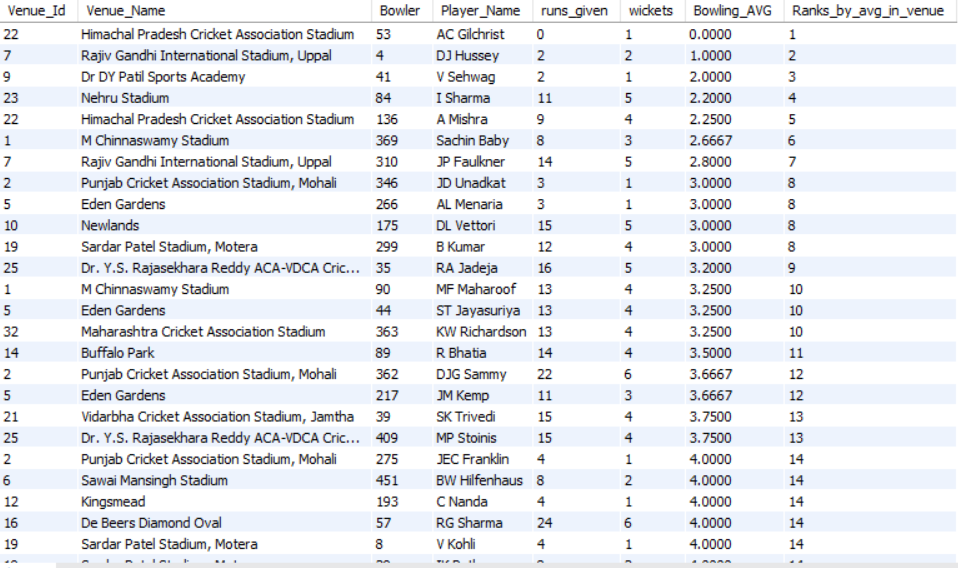 Venue_Id Venue_Name Bowler Player_Name runs_given wickets Bowling_AVG Ranks_by_avg_in_venue
22 Himachal Pradesh Cricket Association Stadium 53 AC Gilchrist 0 1 0.0000 1
7 Rajiv Gandhi International Stadium, Uppal 4 DJ Hussey 2 2 1.0000 2
9 Dr DY Patil Sports Academy 41 V Sehwag 2 1 2.0000 3
23 Nehru Stadium 84 I Sharma 11 5 2.2000 4
22 Himachal Pradesh Cricket Association Stadium 136 A Mishra 9 4 2.2500 5
1 M Chinnaswamy Stadium 369 Sachin Baby 8 3 2.6667 6
7 Rajiv Gandhi International Stadium, Uppal 310 JP Faulkner 14 5 2.8000 7
2 Punjab Cricket Association Stadium, Mohali 346 JD Unadkat 3 1 3.0000 8
5 Eden Gardens 266 AL Menaria 3 1 3.0000 8
10 Newlands 175 DL Vettori 15 5 3.0000 8
19 Sardar Patel Stadium, Motera 299 B Kumar 12 4 3.0000 8
25 Dr. Y.S. Rajasekhara Reddy ACA-VDCA Cric... 35 RA Jadeja 16 5 3.2000 9
1 M Chinnaswamy Stadium 90 MF Maharoof 13 4 3.2500 10
5 Eden Gardens 44 ST Jayasuriya 13 4 3.2500 10
32 Maharashtra Cricket Association Stadium 363 KW Richardson 13 4 3.2500 10
14 Buffalo Park 89 R Bhatia 14 4 3.5000 11
2 Punjab Cricket Association Stadium, Mohali 362 DJG Sammy 22 6 3.6667 12
5 Eden Gardens 217 JM Kemp 11 3 3.6667 12
21 Vidarbha Cricket Association Stadium, Jamtha 39 SK Trivedi 15 4 3.7500 13
25 Dr. Y.S. Rajasekhara Reddy ACA-VDCA Cric... 409 MP Stoinis 15 4 3.7500 13
2 Punjab Cricket Association Stadium, Mohali 275 JEC Franklin 4 1 4.0000 14
6 Sawai Mansingh Stadium 451 BW Hilfenhaus 8 2 4.0000 14
12 Kingsmead 193 C Nanda 4 1 4.0000 14
16 De Beers Diamond Oval 57 RG Sharma 24 6 4.0000 14
19 Sardar Patel Stadium, Motera 8 V Kohli 4 1 4.0000 14